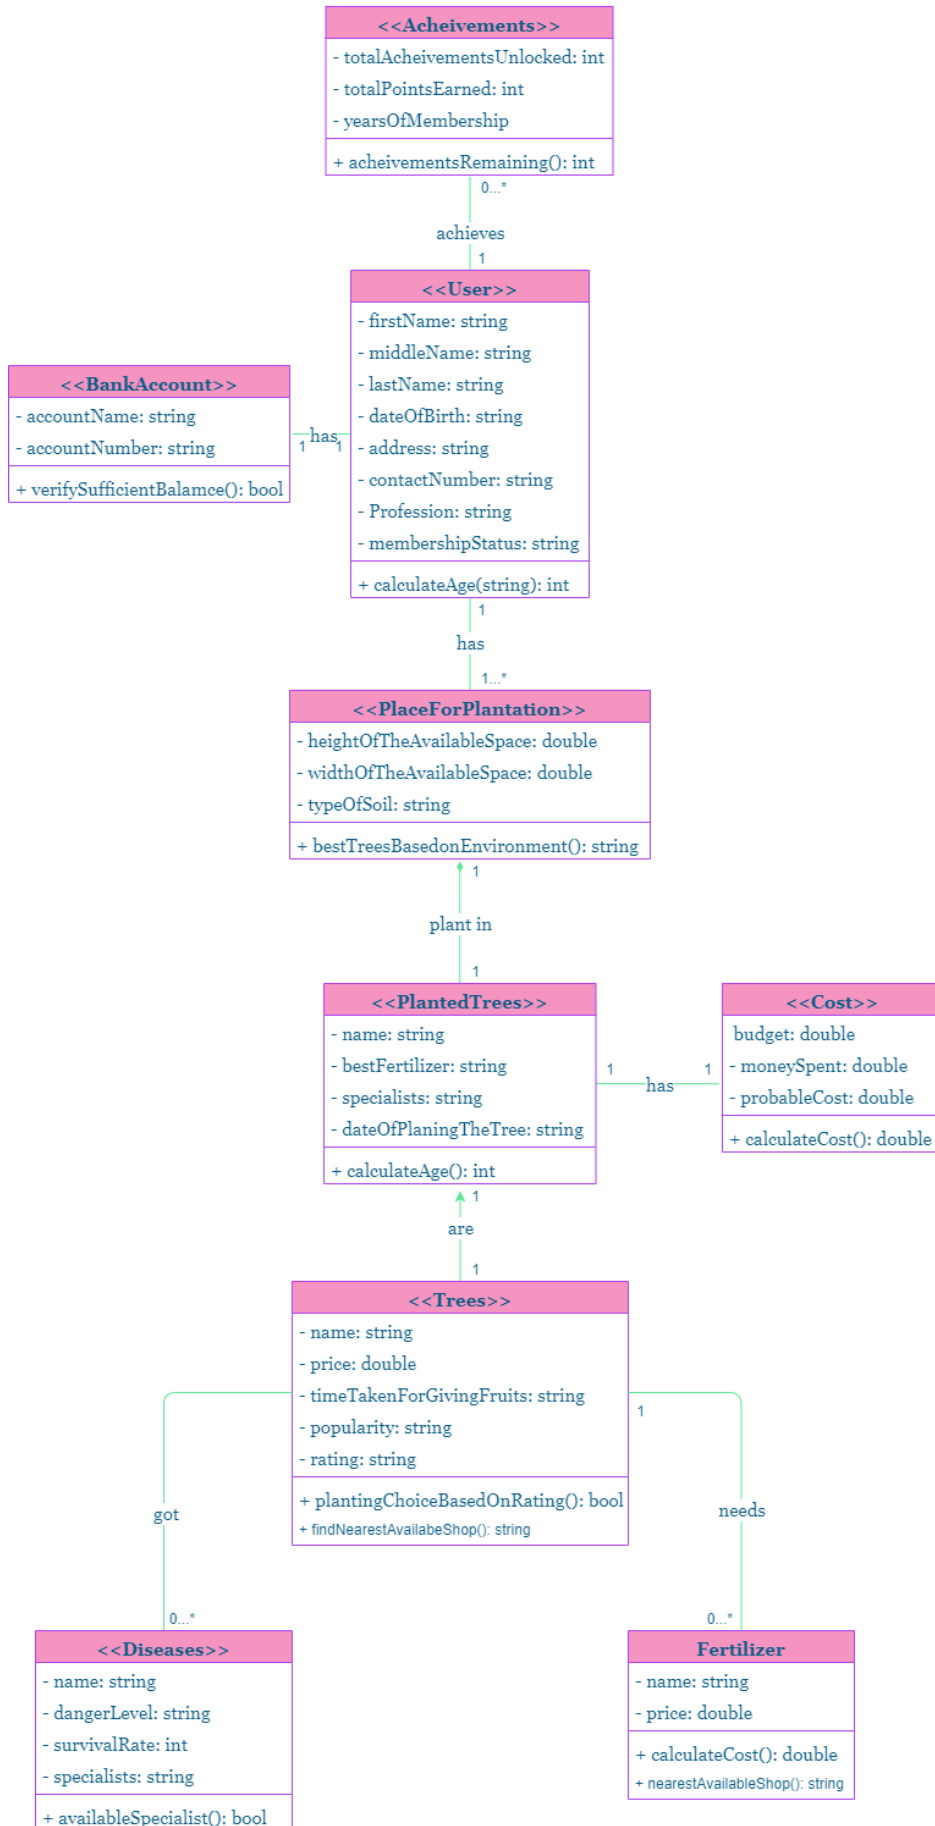 <<Acheivements>>
- totalAcheivementsUnlocked: int
- totalPointsEarned: int
- yearsOfMembership
+ acheivementsRemaining(): int
0...*
achieves
1
<<User>>
- firstName: string
- middleName: string
- lastName: string
- dateOfBirth: string
- address: string
- contactNumber: string
- Profession: string
- membershipStatus: string
+ calculateAge(string): int
<<BankAccount>>
- accountName: string
- accountNumber: string
+ verifySufficientBalamce(): bool
1 has 1
1
has
1...*
<<PlaceForPlantation>>
- heightOfTheAvailableSpace: double
- widthOfTheAvailableSpace: double
- typeOfSoil: string
+ bestTreesBasedonEnvironment(): string
1
plant in
1
<<PlantedTrees>>
- name: string
- bestFertilizer: string
- specialists: string
- dateOfPlaningTheTree: string
+ calculateAge(): int
1 has 1
<<Cost>>
budget: double
- moneySpent: double
- probableCost: double
+ calculateCost(): double
1
are
1
<<Trees>>
- name: string
- price: double
- timeTakenForGivingFruits: string
- popularity: string
- rating: string
+ plantingChoiceBasedOnRating(): bool
+ findNearestAvailabeShop(): string
1
got
needs
0...*
0...*
<<Diseases>>
- name: string
- dangerLevel: string
- survivalRate: int
- specialists: string
+ availableSpecialist(): bool
Fertilizer
- name: string
- price: double
+ calculateCost(): double
+ nearestAvailableShop(): string